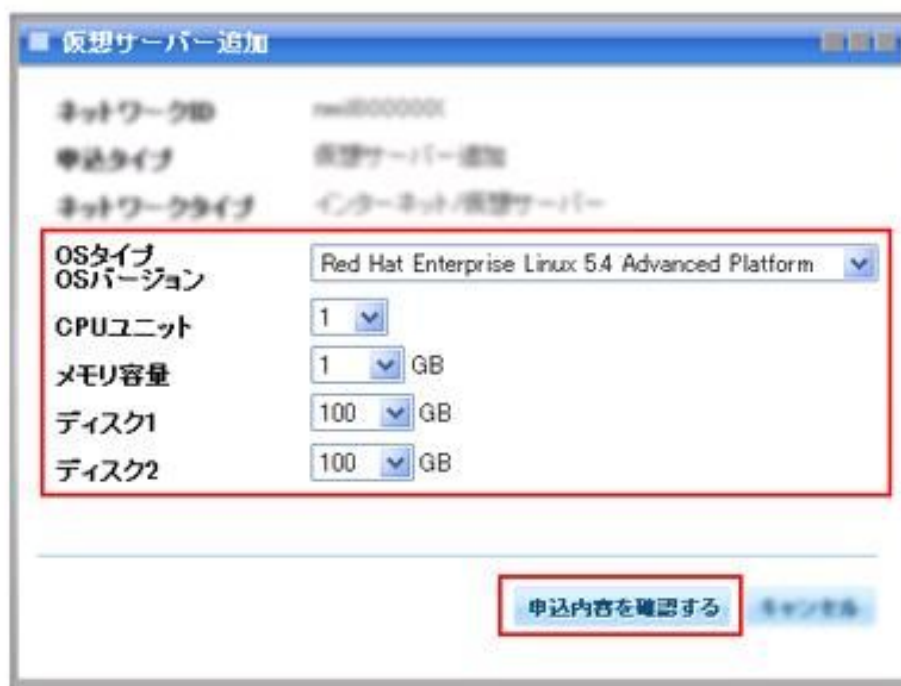 仮想サーバー追加
ネットワークID
申込タイプ 仮想サーバー追加
ネットワークタイプ インターネット/仮想サーバー
OSタイプ
OSバージョン Red Hat Enterprise Linux 5.4 Advanced Platform
CPUユニット 1
メモリ容量 1 GB
ディスク1 100 GB
ディスク2 100 GB
申込内容を確認する キャンセル